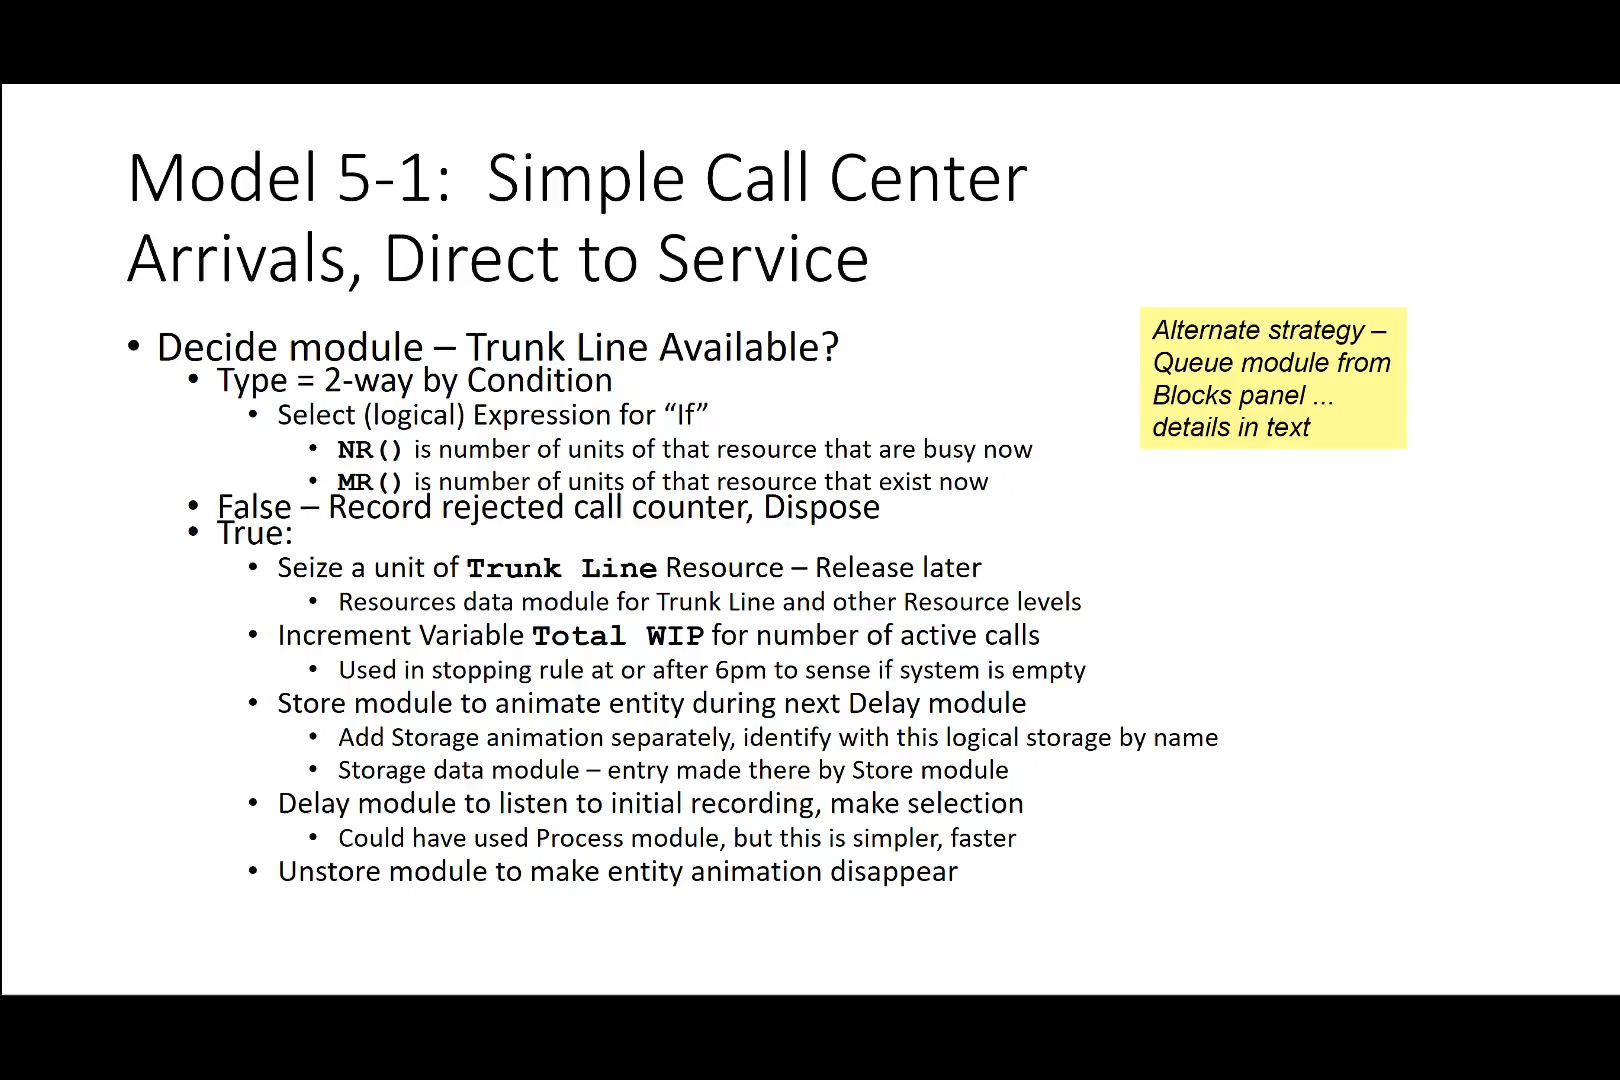 Model 5-1:  Simple Call Center
Arrivals, Direct to Service
• Decide module – Trunk Line Available?
• Type = 2-way by Condition
• Select (logical) Expression for “If”
• NR() is number of units of that resource that are busy now
• MR() is number of units of that resource that exist now
• False – Record rejected call counter, Dispose
• True:
• Seize a unit of Trunk Line Resource – Release later
• Resources data module for Trunk Line and other Resource levels
• Increment Variable Total WIP for number of active calls
• Used in stopping rule at or after 6pm to sense if system is empty
• Store module to animate entity during next Delay module
• Add Storage animation separately, identify with this logical storage by name
• Storage data module – entry made there by Store module
• Delay module to listen to initial recording, make selection
• Could have used Process module, but this is simpler, faster
• Unstore module to make entity animation disappear
Alternate strategy –
Queue module from
Blocks panel ...
details in text